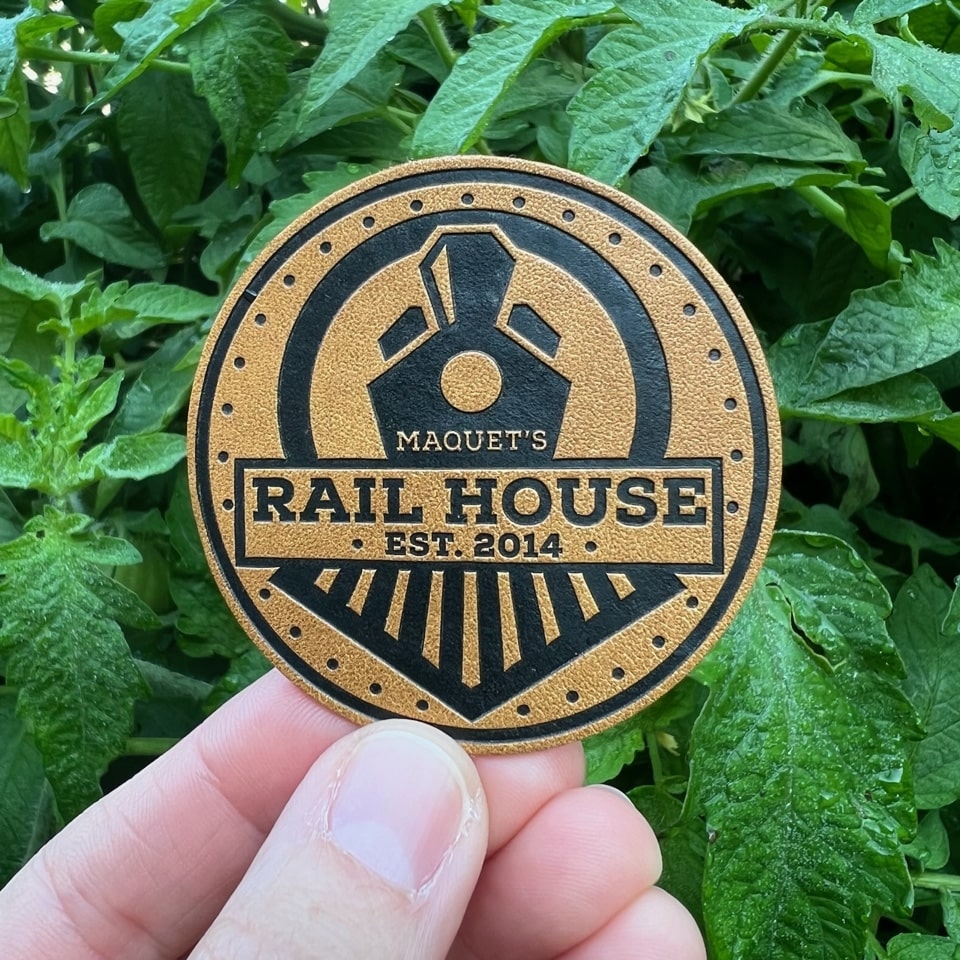 MAQUET'S
RAIL HOUSE
• EST. 2014 •